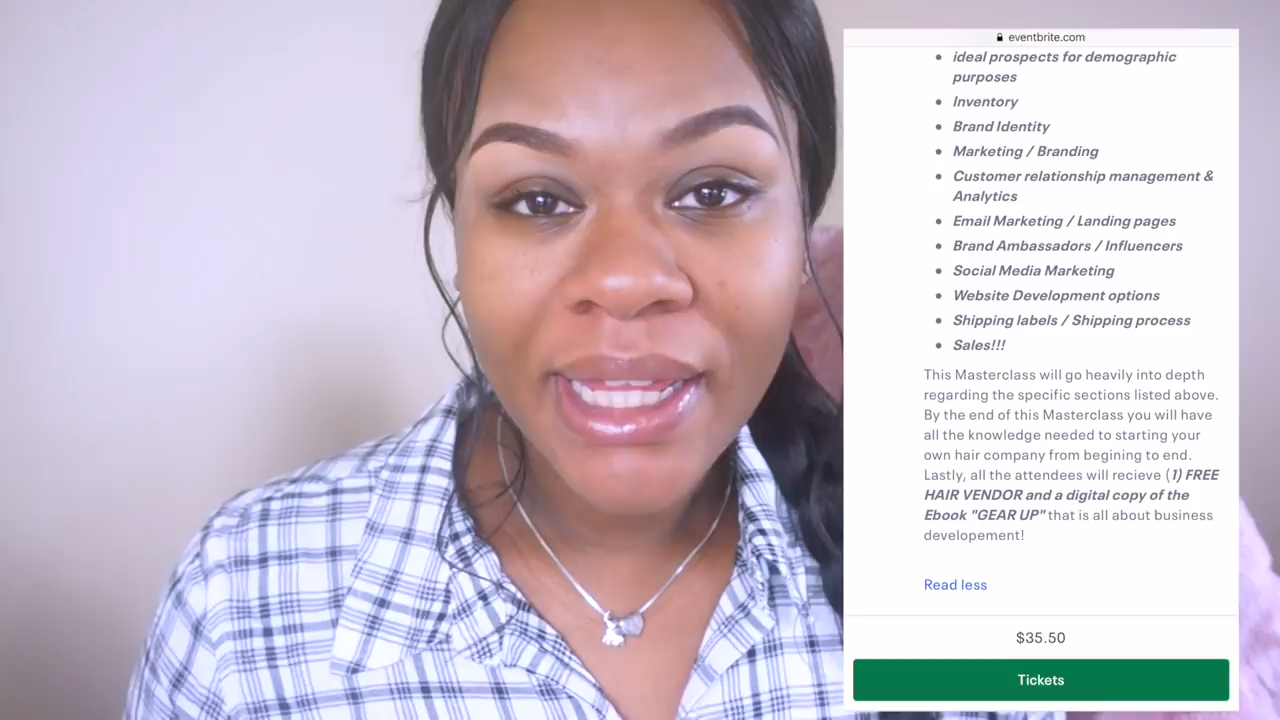 eventbrite.com
ideal prospects for demographic
purposes
Inventory
Brand Identity
Marketing / Branding
Customer relationship management &
Analytics
Email Marketing / Landing pages
Brand Ambassadors / Influencers
Social Media Marketing
Website Development options
Shipping labels / Shipping process
Sales!!!
This Masterclass will go heavily into depth
regarding the specific sections listed above.
By the end of this Masterclass you will have
all the knowledge needed to starting your
own hair company from begining to end.
Lastly, all the attendees will recieve (1) FREE
HAIR VENDOR and a digital copy of the
Ebook "GEAR UP" that is all about business
developement!
Read less
$35.50
Tickets